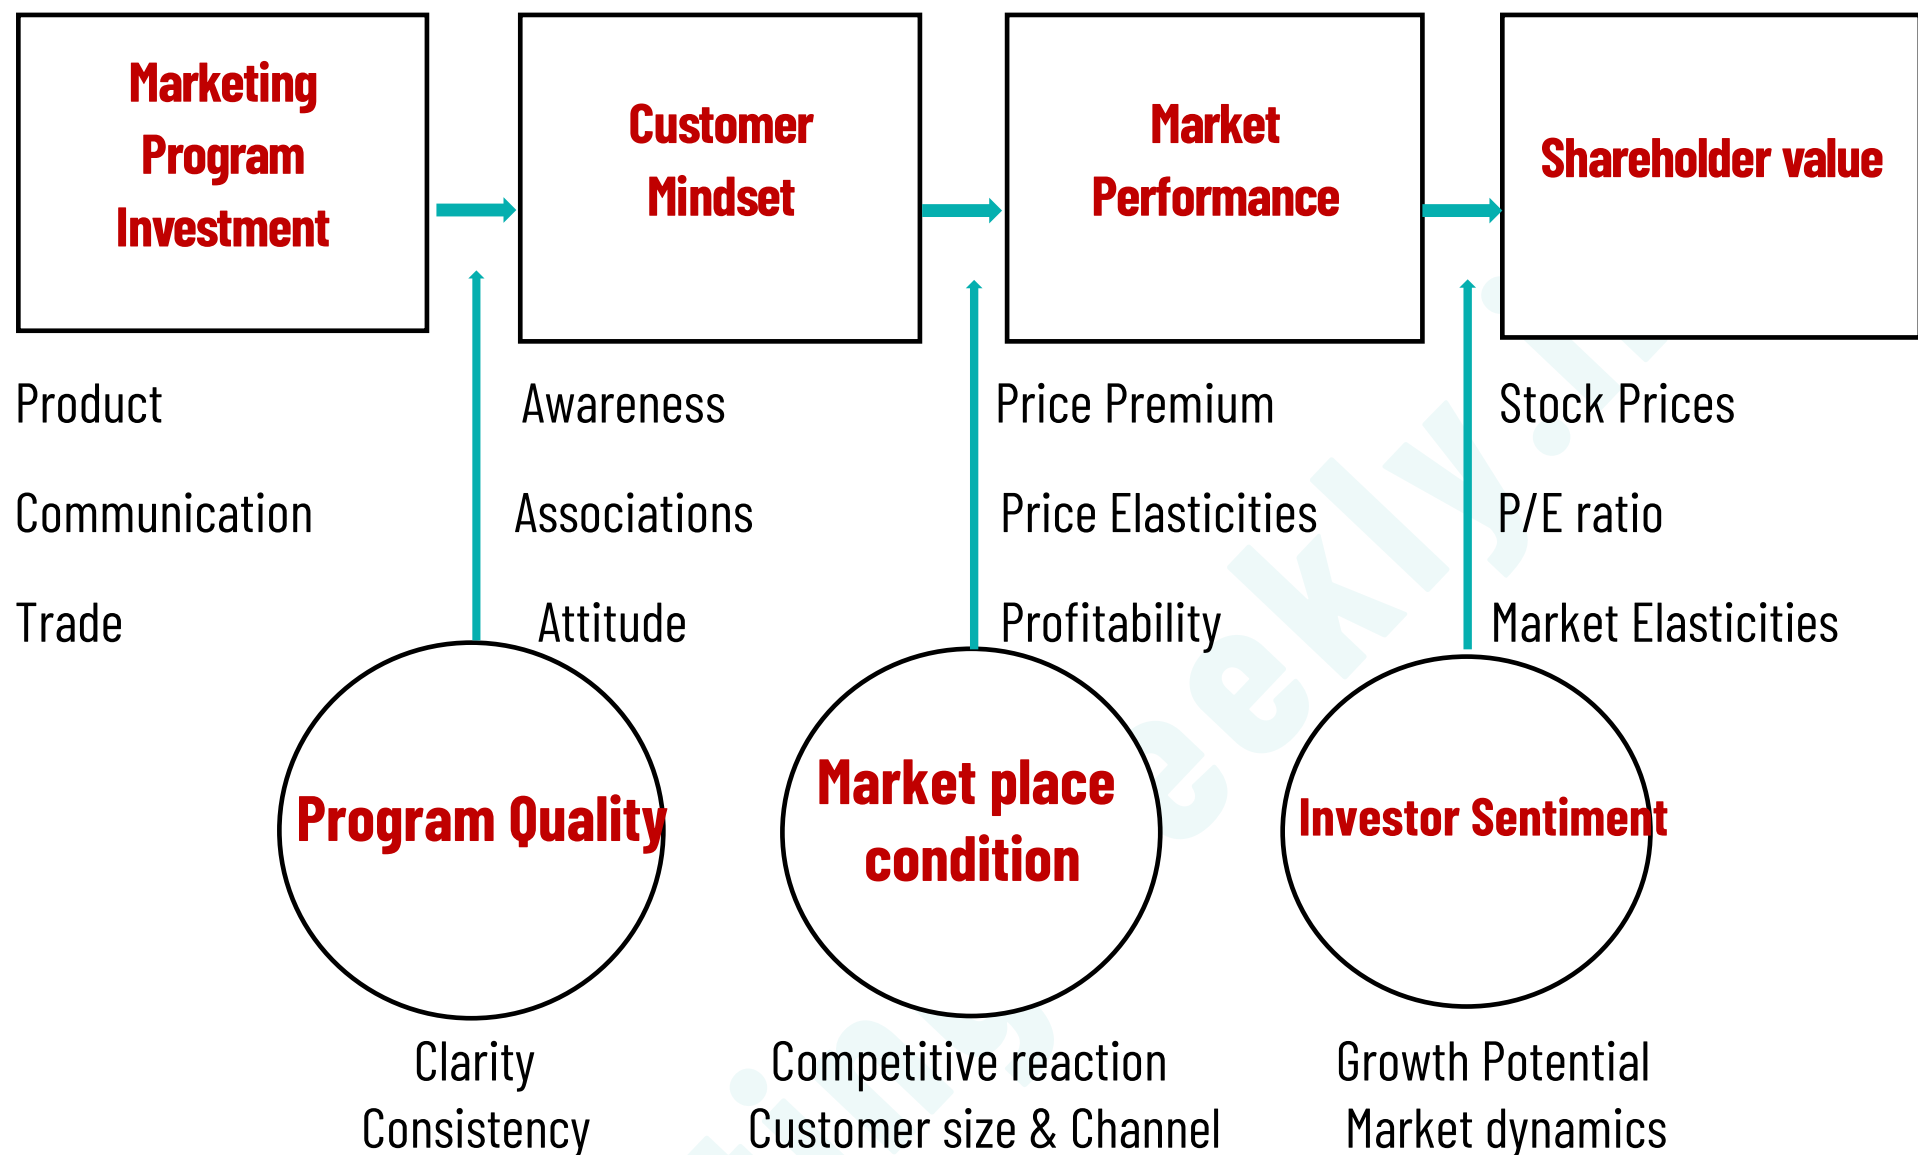 Marketing
Program
Investment
Customer
Mindset
Market
Performance
Shareholder value
Product
Awareness
Price Premium
Stock Prices
Communication
Associations
Price Elasticities
P/E ratio
Trade
Attitude
Profitability
Market Elasticities
Program Quality
Market place
condition
Investor Sentiment
Clarity
Competitive reaction
Growth Potential
Consistency
Customer size & Channel
Market dynamics